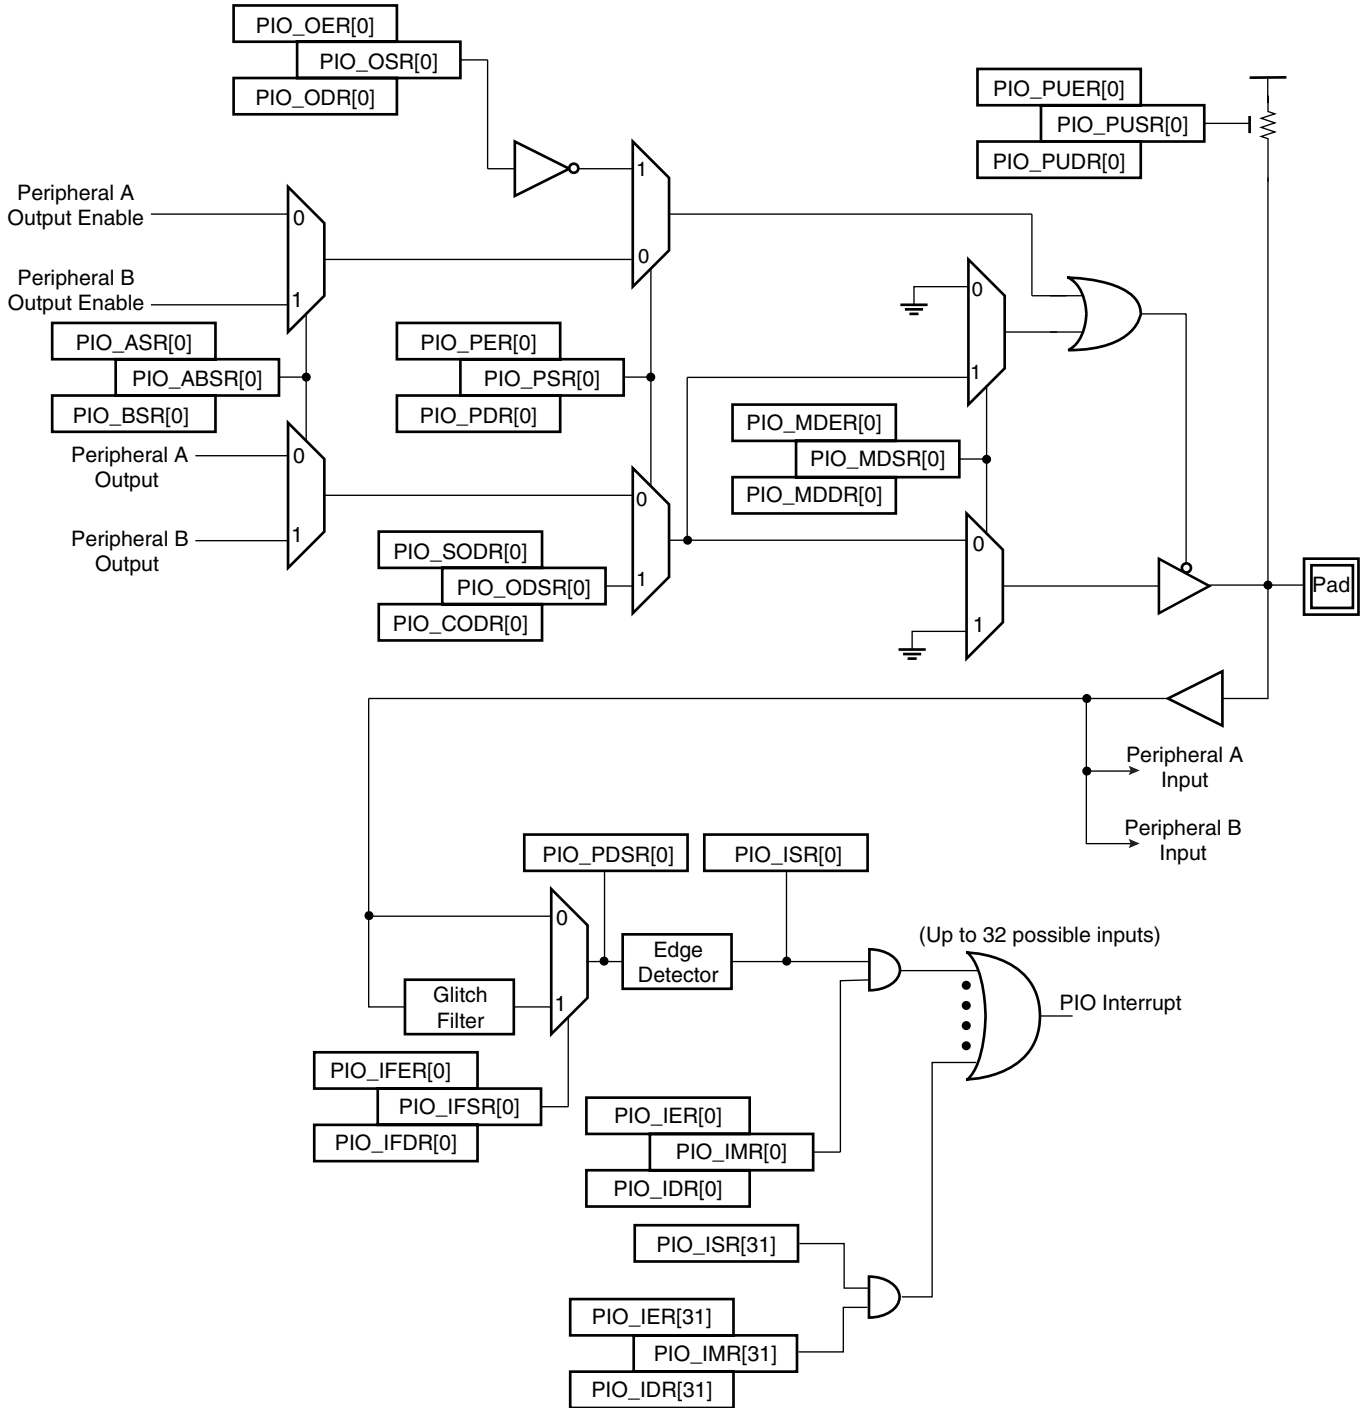 PIO_OER[0]
PIO_OSR[0]
PIO_ODR[0]
PIO_PUER[0]
PIO_PUSR[0]
PIO_PUDR[0]
1
0
Peripheral A
Output Enable
0
Peripheral B
Output Enable
1
0
1
PIO_ASR[0]
PIO_ABSR[0]
PIO_BSR[0]
PIO_PER[0]
PIO_PSR[0]
PIO_PDR[0]
PIO_MDER[0]
PIO_MDSR[0]
PIO_MDDR[0]
Peripheral A
Output
0
Peripheral B
Output
1
0
1
PIO_SODR[0]
PIO_ODSR[0]
PIO_CODR[0]
0
1
Pad
Peripheral A
Input
Peripheral B
Input
PIO_PDSR[0]
PIO_ISR[0]
0
1
Edge
Detector
Glitch
Filter
(Up to 32 possible inputs)
PIO Interrupt
PIO_IFER[0]
PIO_IFSR[0]
PIO_IFDR[0]
PIO_IER[0]
PIO_IMR[0]
PIO_IDR[0]
PIO_ISR[31]
PIO_IER[31]
PIO_IMR[31]
PIO_IDR[31]